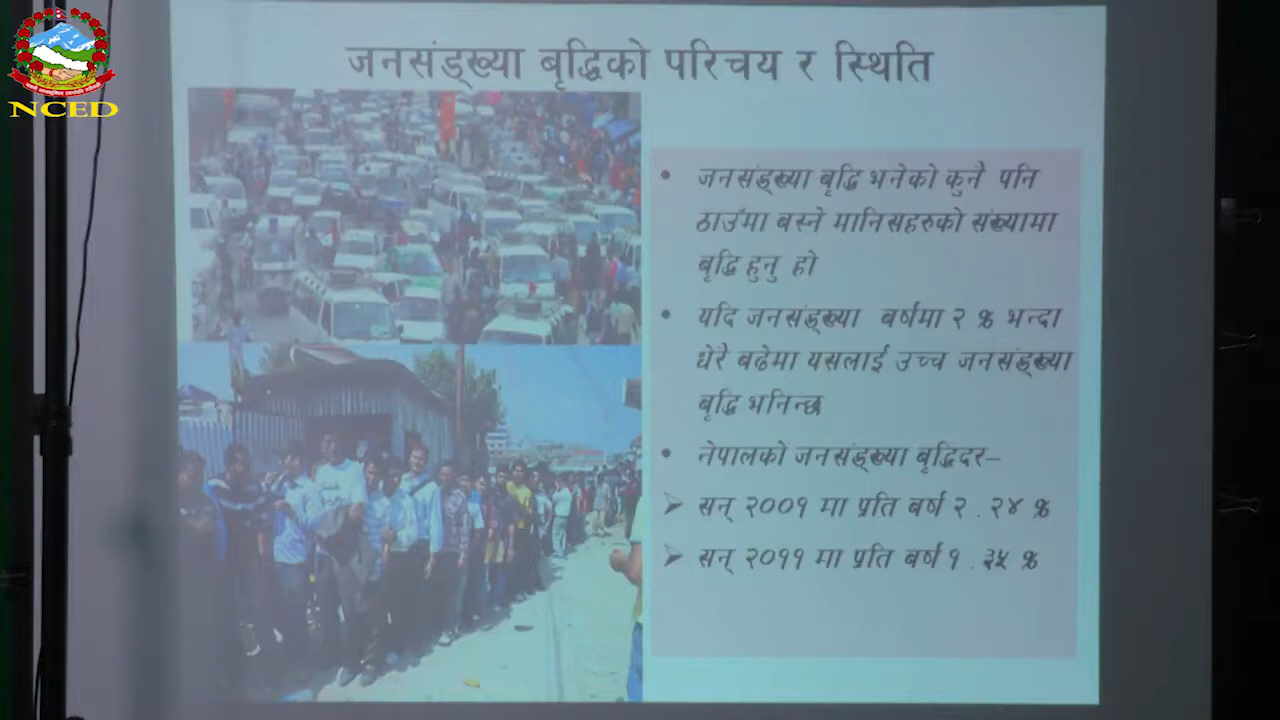 NCED
जनसंङ्ख्या बृद्धिको परिचय र स्थिति
• जनसंङ्ख्या बृद्धि भनेको कुनै पनि
ठाउँमा बस्ने मानिसहरुको संख्यामा
बृद्धि हुनु हो
• यदि जनसंङ्ख्या बर्षमा २ % भन्दा
धेरै बढेमा यसलाई उच्च जनसंङ्ख्या
बृद्धि भनिन्छ
• नेपालको जनसंङ्ख्या बृद्धिदर–
➢ सन् २००१ मा प्रति बर्ष २ . २४ %
➢ सन् २०११ मा प्रति बर्ष १ . ३५ %